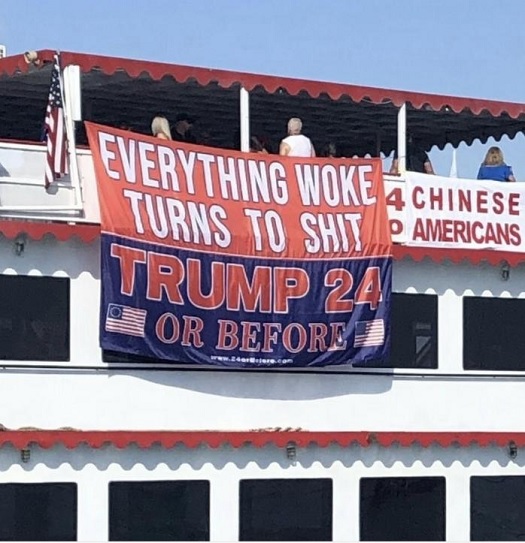 EVERYTHING WOKE
TURNS TO SHIT
TRUMP 24
OR BEFORE
4 CHINESE
P AMERICANS